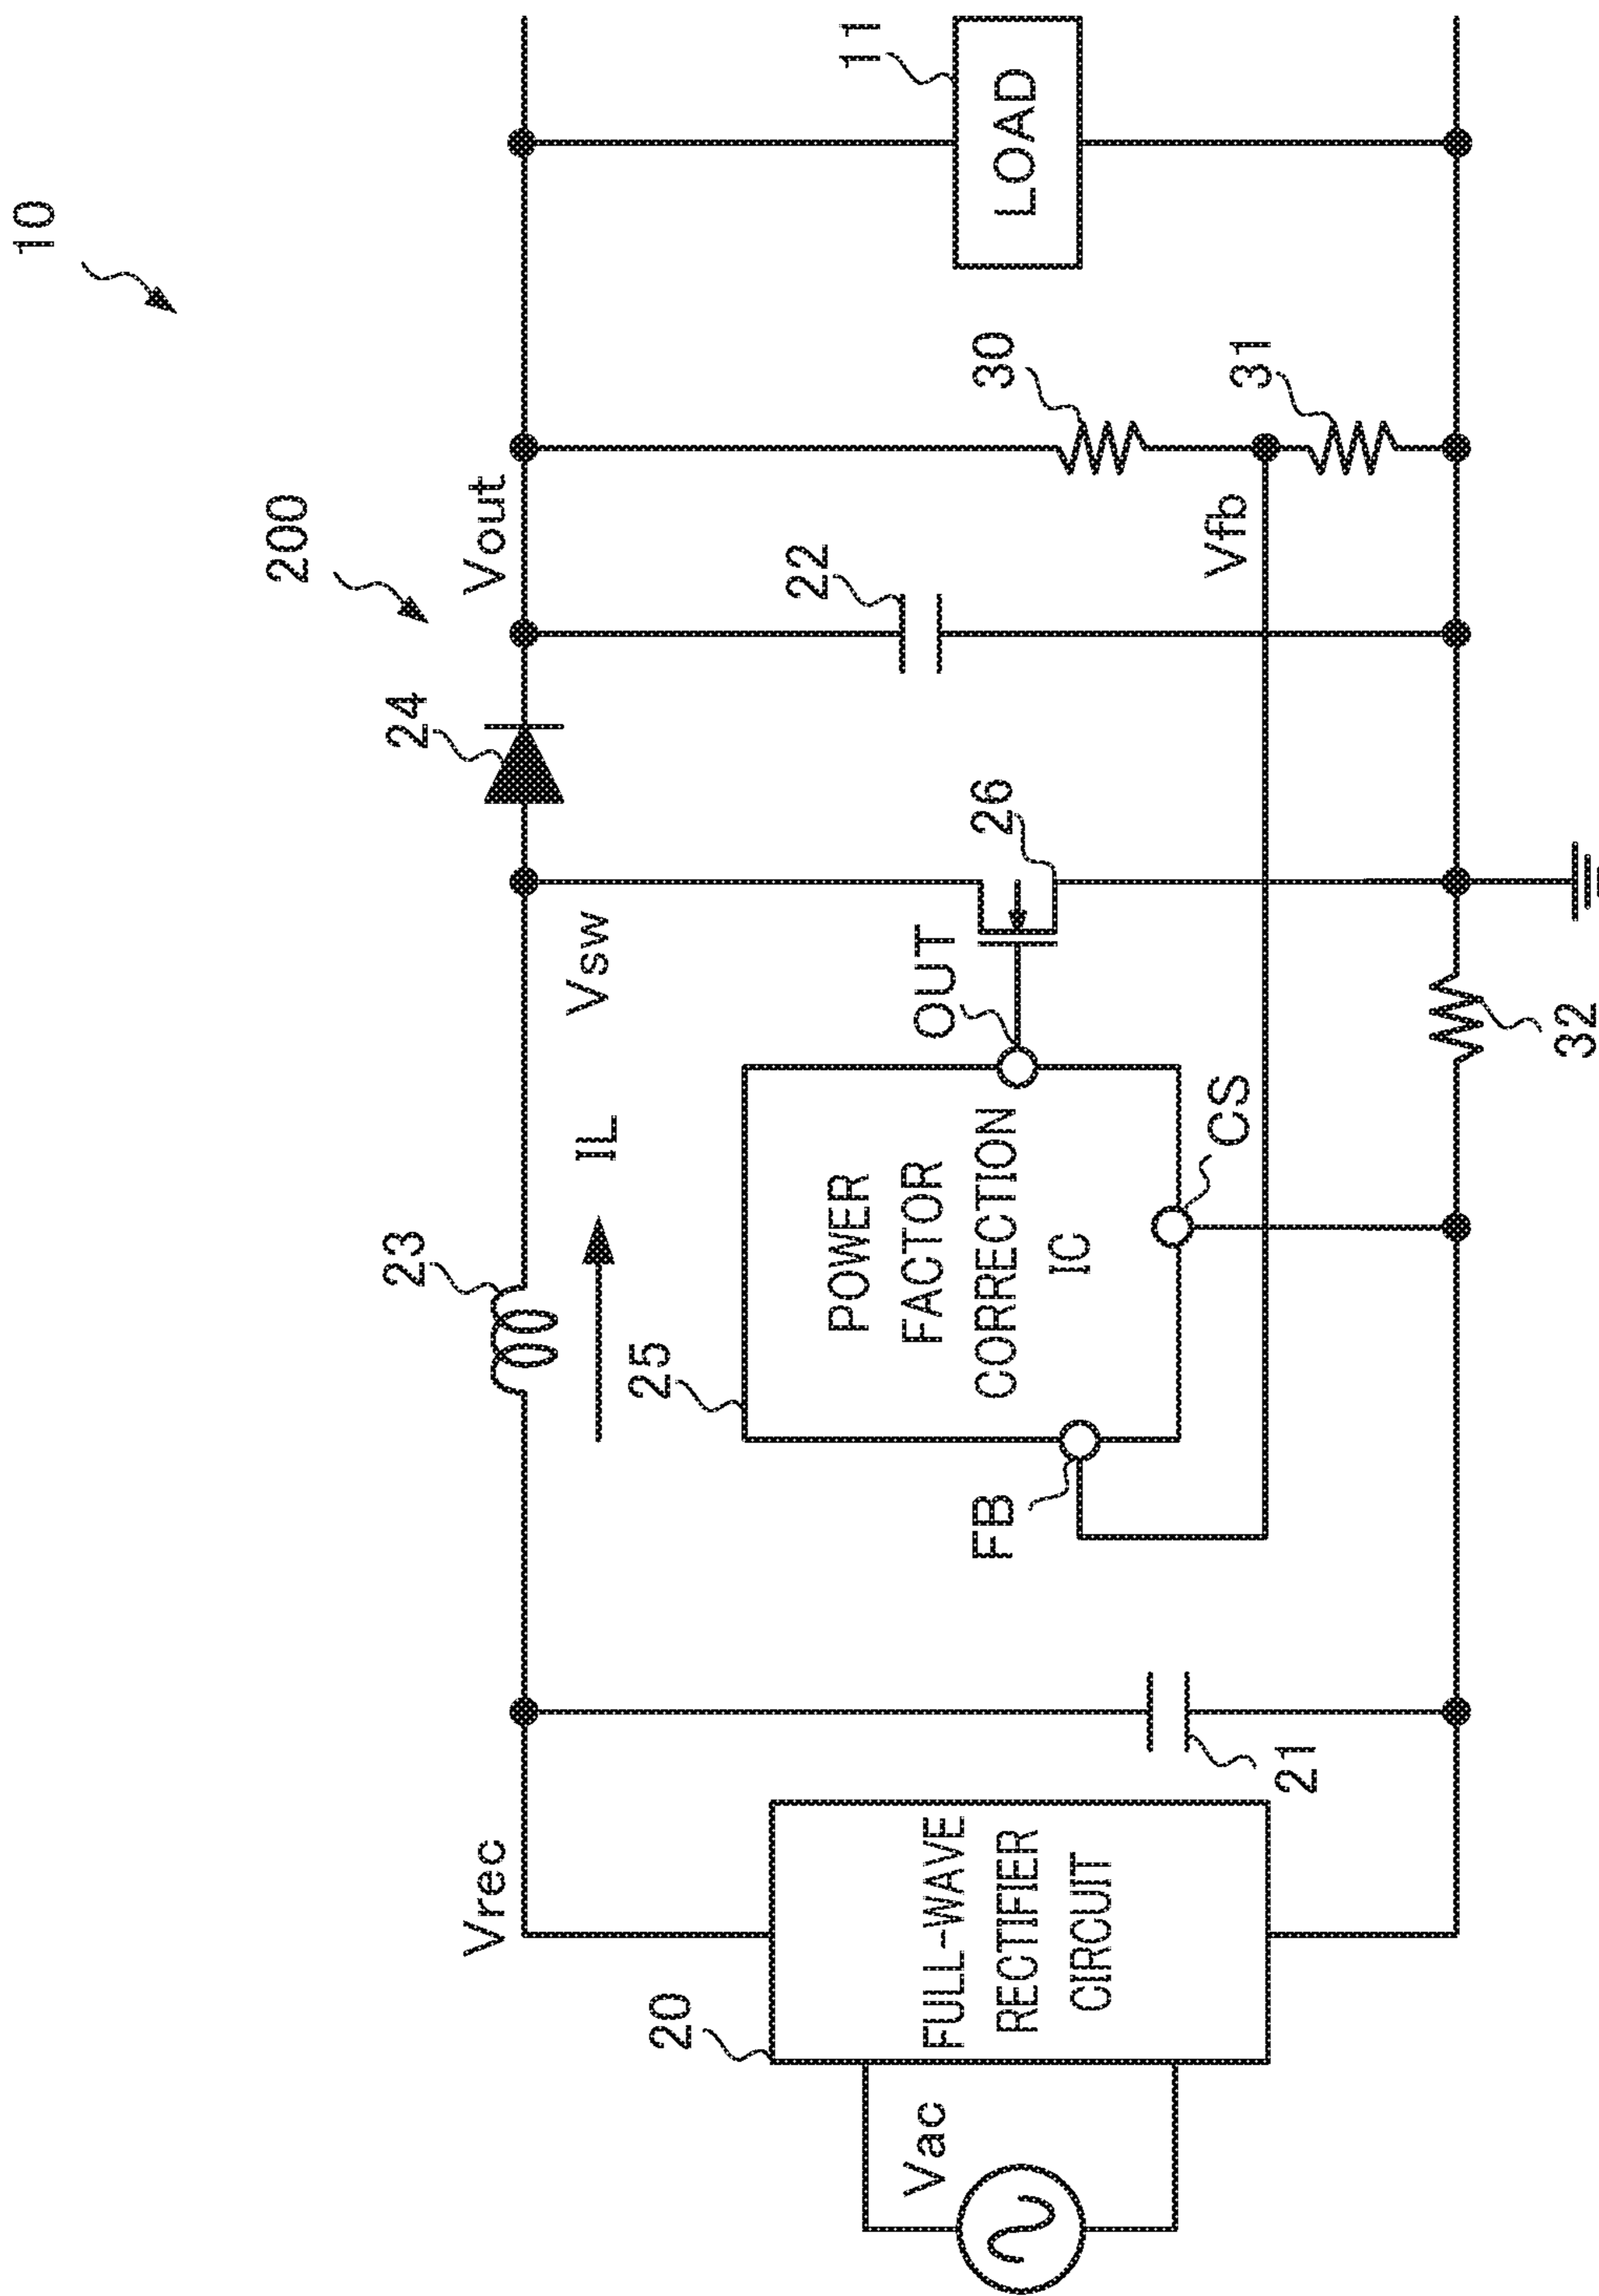 10
200
Vrec
23
24
Vout
IL
Vsw
20
25
Vac
FULL-WAVE
RECTIFIER
CIRCUIT
POWER
FACTOR
CORRECTION
IC
OUT
FB
CS
26
22
30
11
LOAD
Vfb
31
21
32